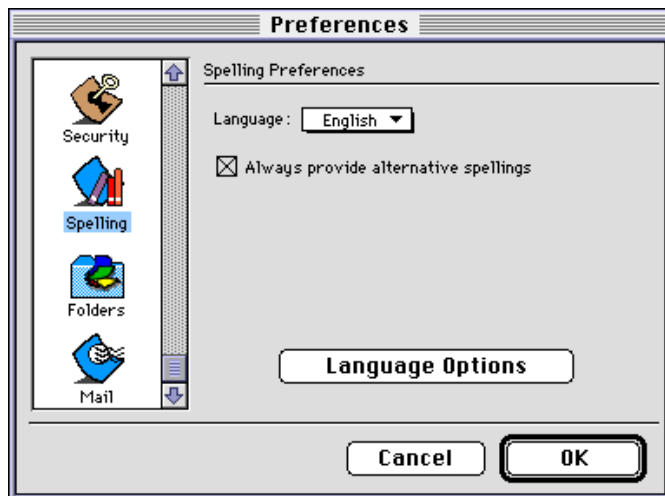 Preferences
Security
Spelling
Folders
Mail
Spelling Preferences
Language: English
Always provide alternative spellings
Language Options
Cancel OK